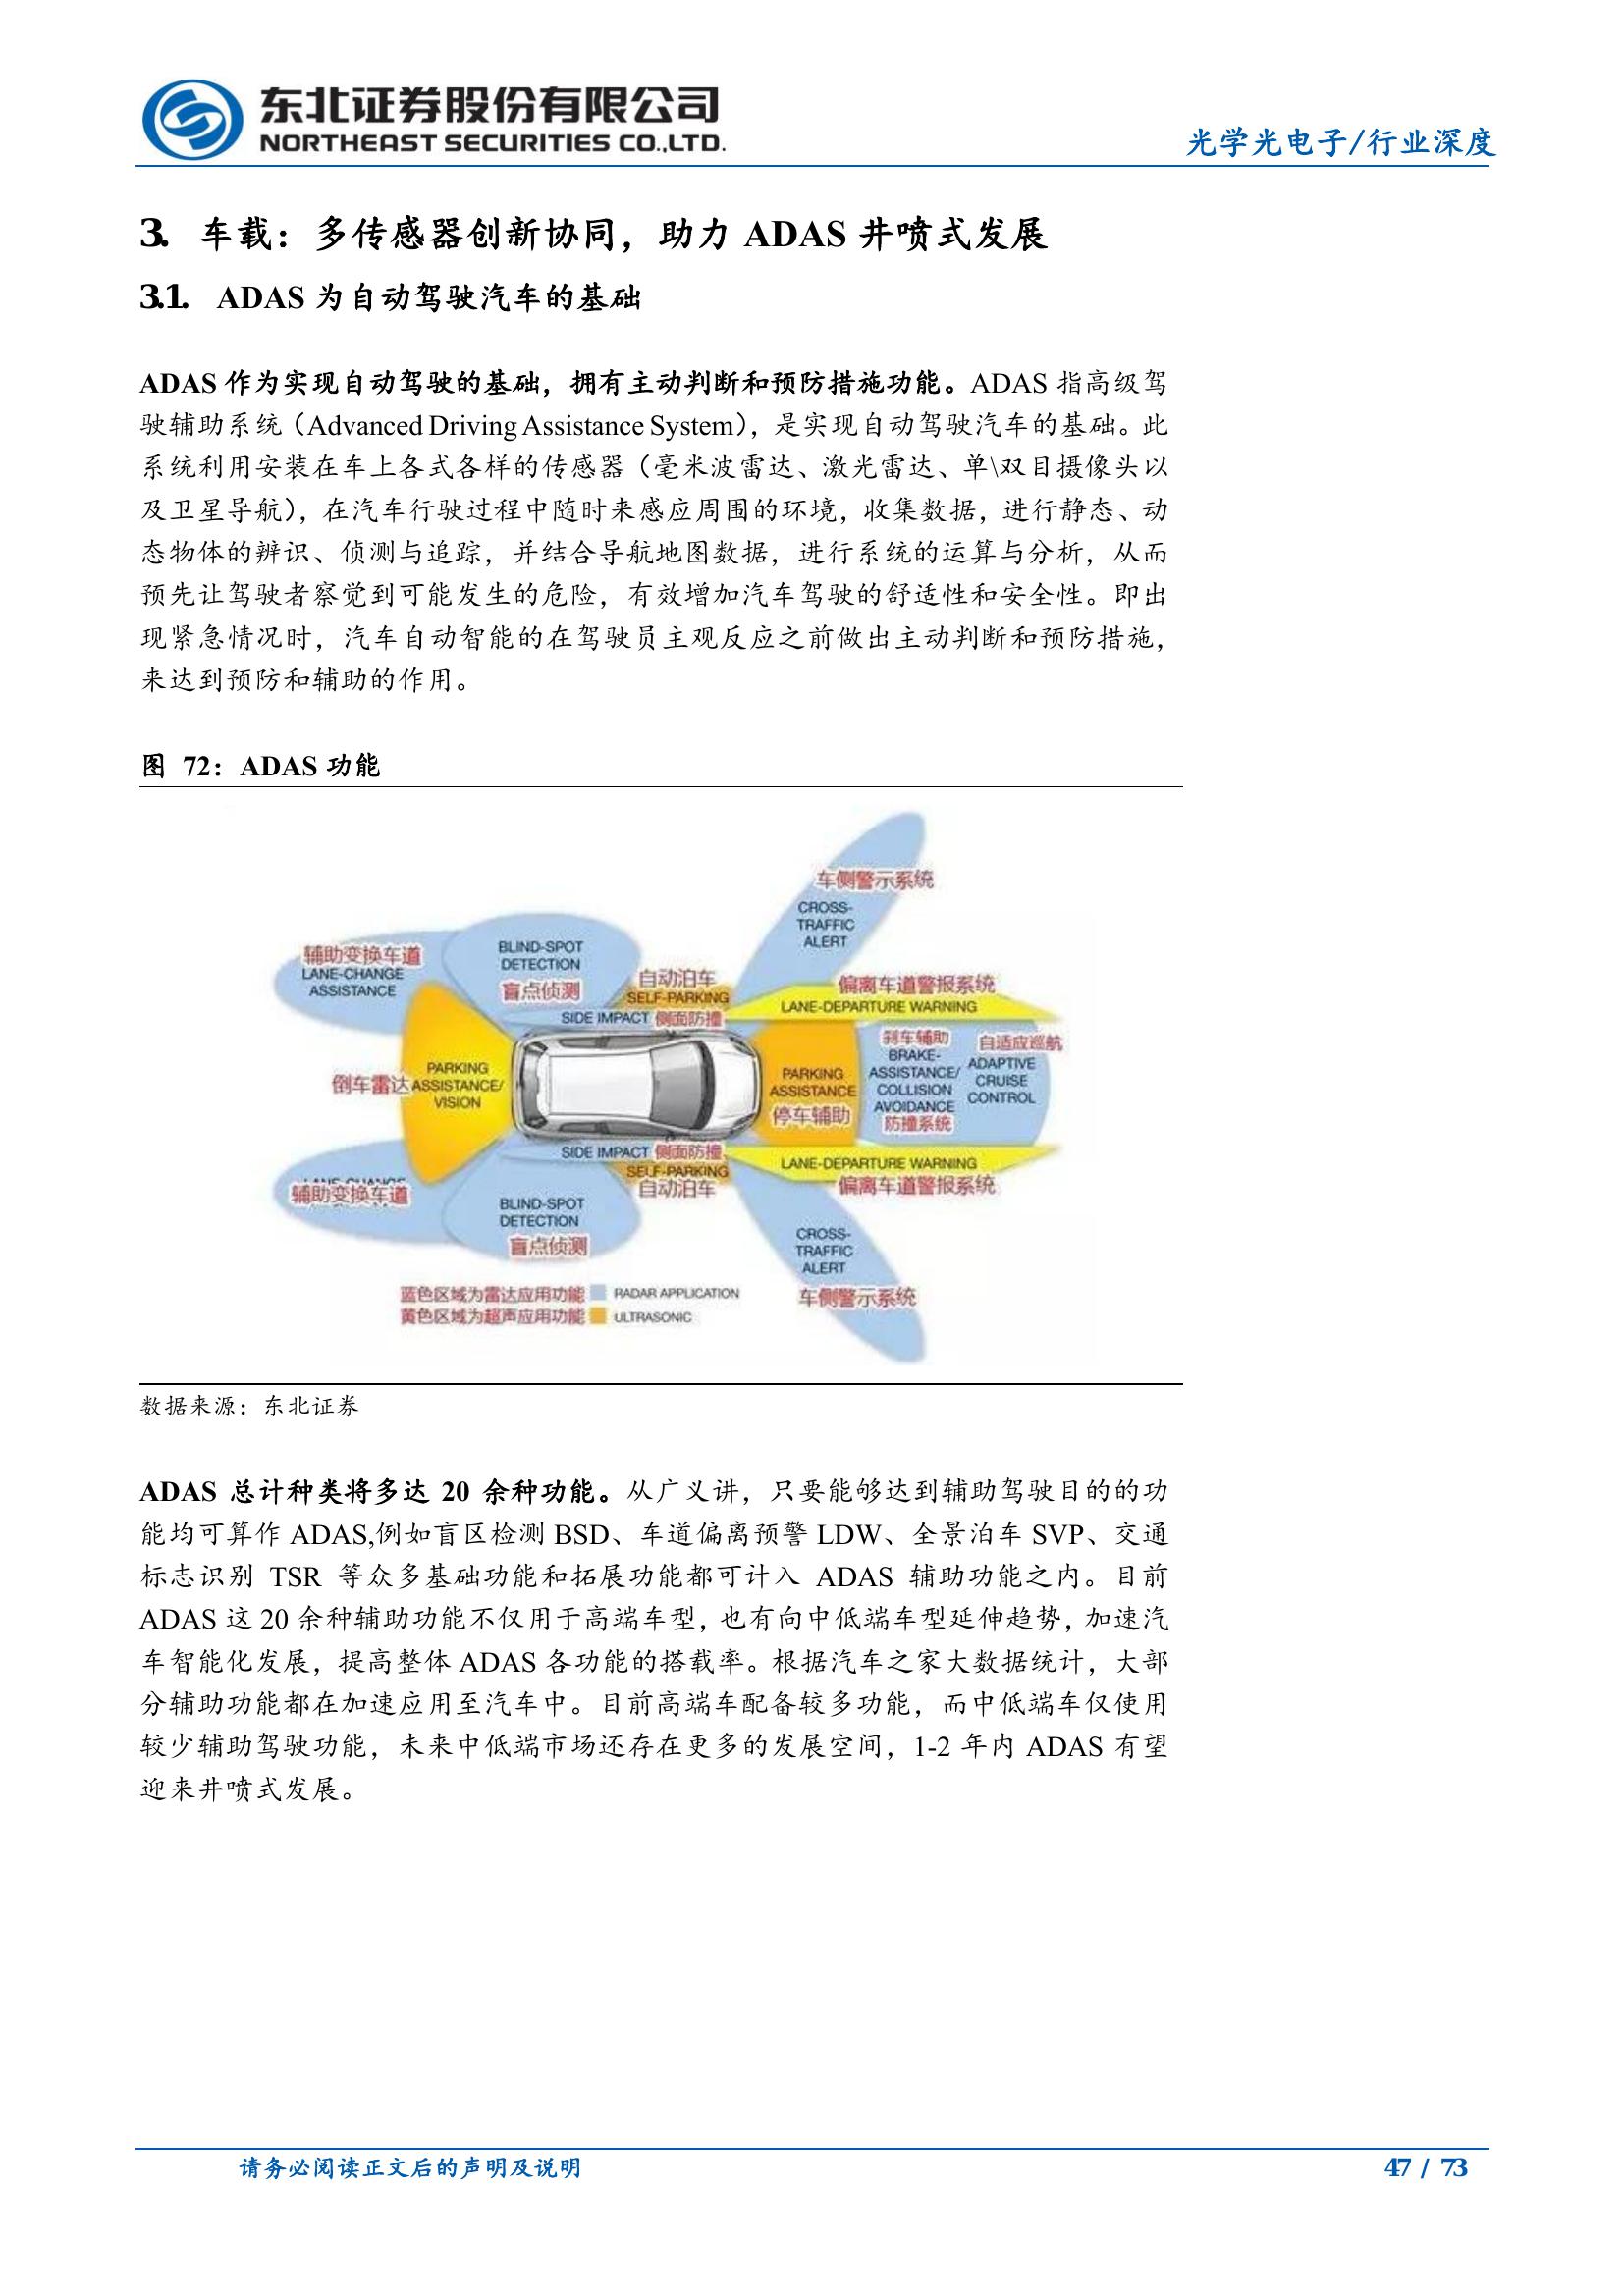 东北证券股份有限公司
NORTHEAST SECURITIES CO.,LTD.
光学光电子/行业深度
3. 车载：多传感器创新协同，助力 ADAS 井喷式发展
3.1. ADAS 为自动驾驶汽车的基础
ADAS 作为实现自动驾驶的基础，拥有主动判断和预防措施功能。ADAS 指高级驾
驶辅助系统（Advanced Driving Assistance System），是实现自动驾驶汽车的基础。此
系统利用安装在车上各式各样的传感器（毫米波雷达、激光雷达、单\双目摄像头以
及卫星导航），在汽车行驶过程中随时来感应周围的环境，收集数据，进行静态、动
态物体的辨识、侦测与追踪，并结合导航地图数据，进行系统的运算与分析，从而
预先让驾驶者察觉到可能发生的危险，有效增加汽车驾驶的舒适性和安全性。即出
现紧急情况时，汽车自动智能的在驾驶员主观反应之前做出主动判断和预防措施，
来达到预防和辅助的作用。
图 72：ADAS 功能
车侧警示系统
CROSS-
TRAFFIC
ALERT
辅助变换车道
LANE-CHANGE
ASSISTANCE
BLIND-SPOT
DETECTION
盲点侦测
自动泊车
SELF-PARKING
偏离车道警报系统
LANE-DEPARTURE WARNING
SIDE IMPACT 侧面防撞
倒车雷达
PARKING
ASSISTANCE/
VISION
PARKING
ASSISTANCE
停车辅助
刹车辅助
BRAKE-
ASSISTANCE/
COLLISION
AVOIDANCE
防撞系统
自适应巡航
ADAPTIVE
CRUISE
CONTROL
SIDE IMPACT 侧面防撞
SELF-PARKING
自动泊车
LANE-DEPARTURE WARNING
偏离车道警报系统
辅助变换车道
BLIND-SPOT
DETECTION
盲点侦测
CROSS-
TRAFFIC
ALERT
车侧警示系统
蓝色区域为雷达应用功能 RADAR APPLICATION
黄色区域为超声应用功能 ULTRASONIC
数据来源：东北证券
ADAS 总计种类将多达 20 余种功能。从广义讲，只要能够达到辅助驾驶目的的功
能均可算作 ADAS,例如盲区检测 BSD、车道偏离预警 LDW、全景泊车 SVP、交通
标志识别 TSR 等众多基础功能和拓展功能都可计入 ADAS 辅助功能之内。目前
ADAS 这 20 余种辅助功能不仅用于高端车型，也有向中低端车型延伸趋势，加速汽
车智能化发展，提高整体 ADAS 各功能的搭载率。根据汽车之家大数据统计，大部
分辅助功能都在加速应用至汽车中。目前高端车配备较多功能，而中低端车仅使用
较少辅助驾驶功能，未来中低端市场还存在更多的发展空间，1-2 年内 ADAS 有望
迎来井喷式发展。
请务必阅读正文后的声明及说明
47 / 73